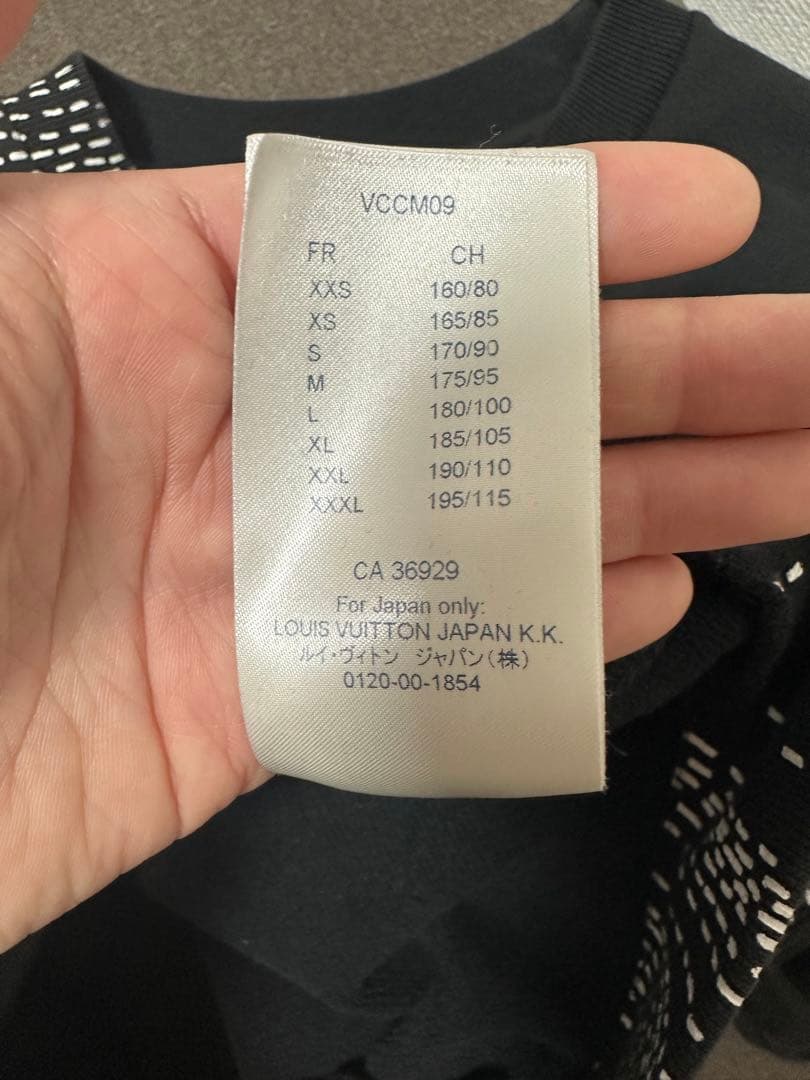 VCCM09
FR CH
XXS 160/80
XS 165/85
S 170/90
M 175/95
L 180/100
XL 185/105
XXL 190/110
XXXL 195/115
CA 36929
For Japan only:
LOUIS VUITTON JAPAN K.K.
ルイ・ヴィトン ジャパン(株)
0120-00-1854